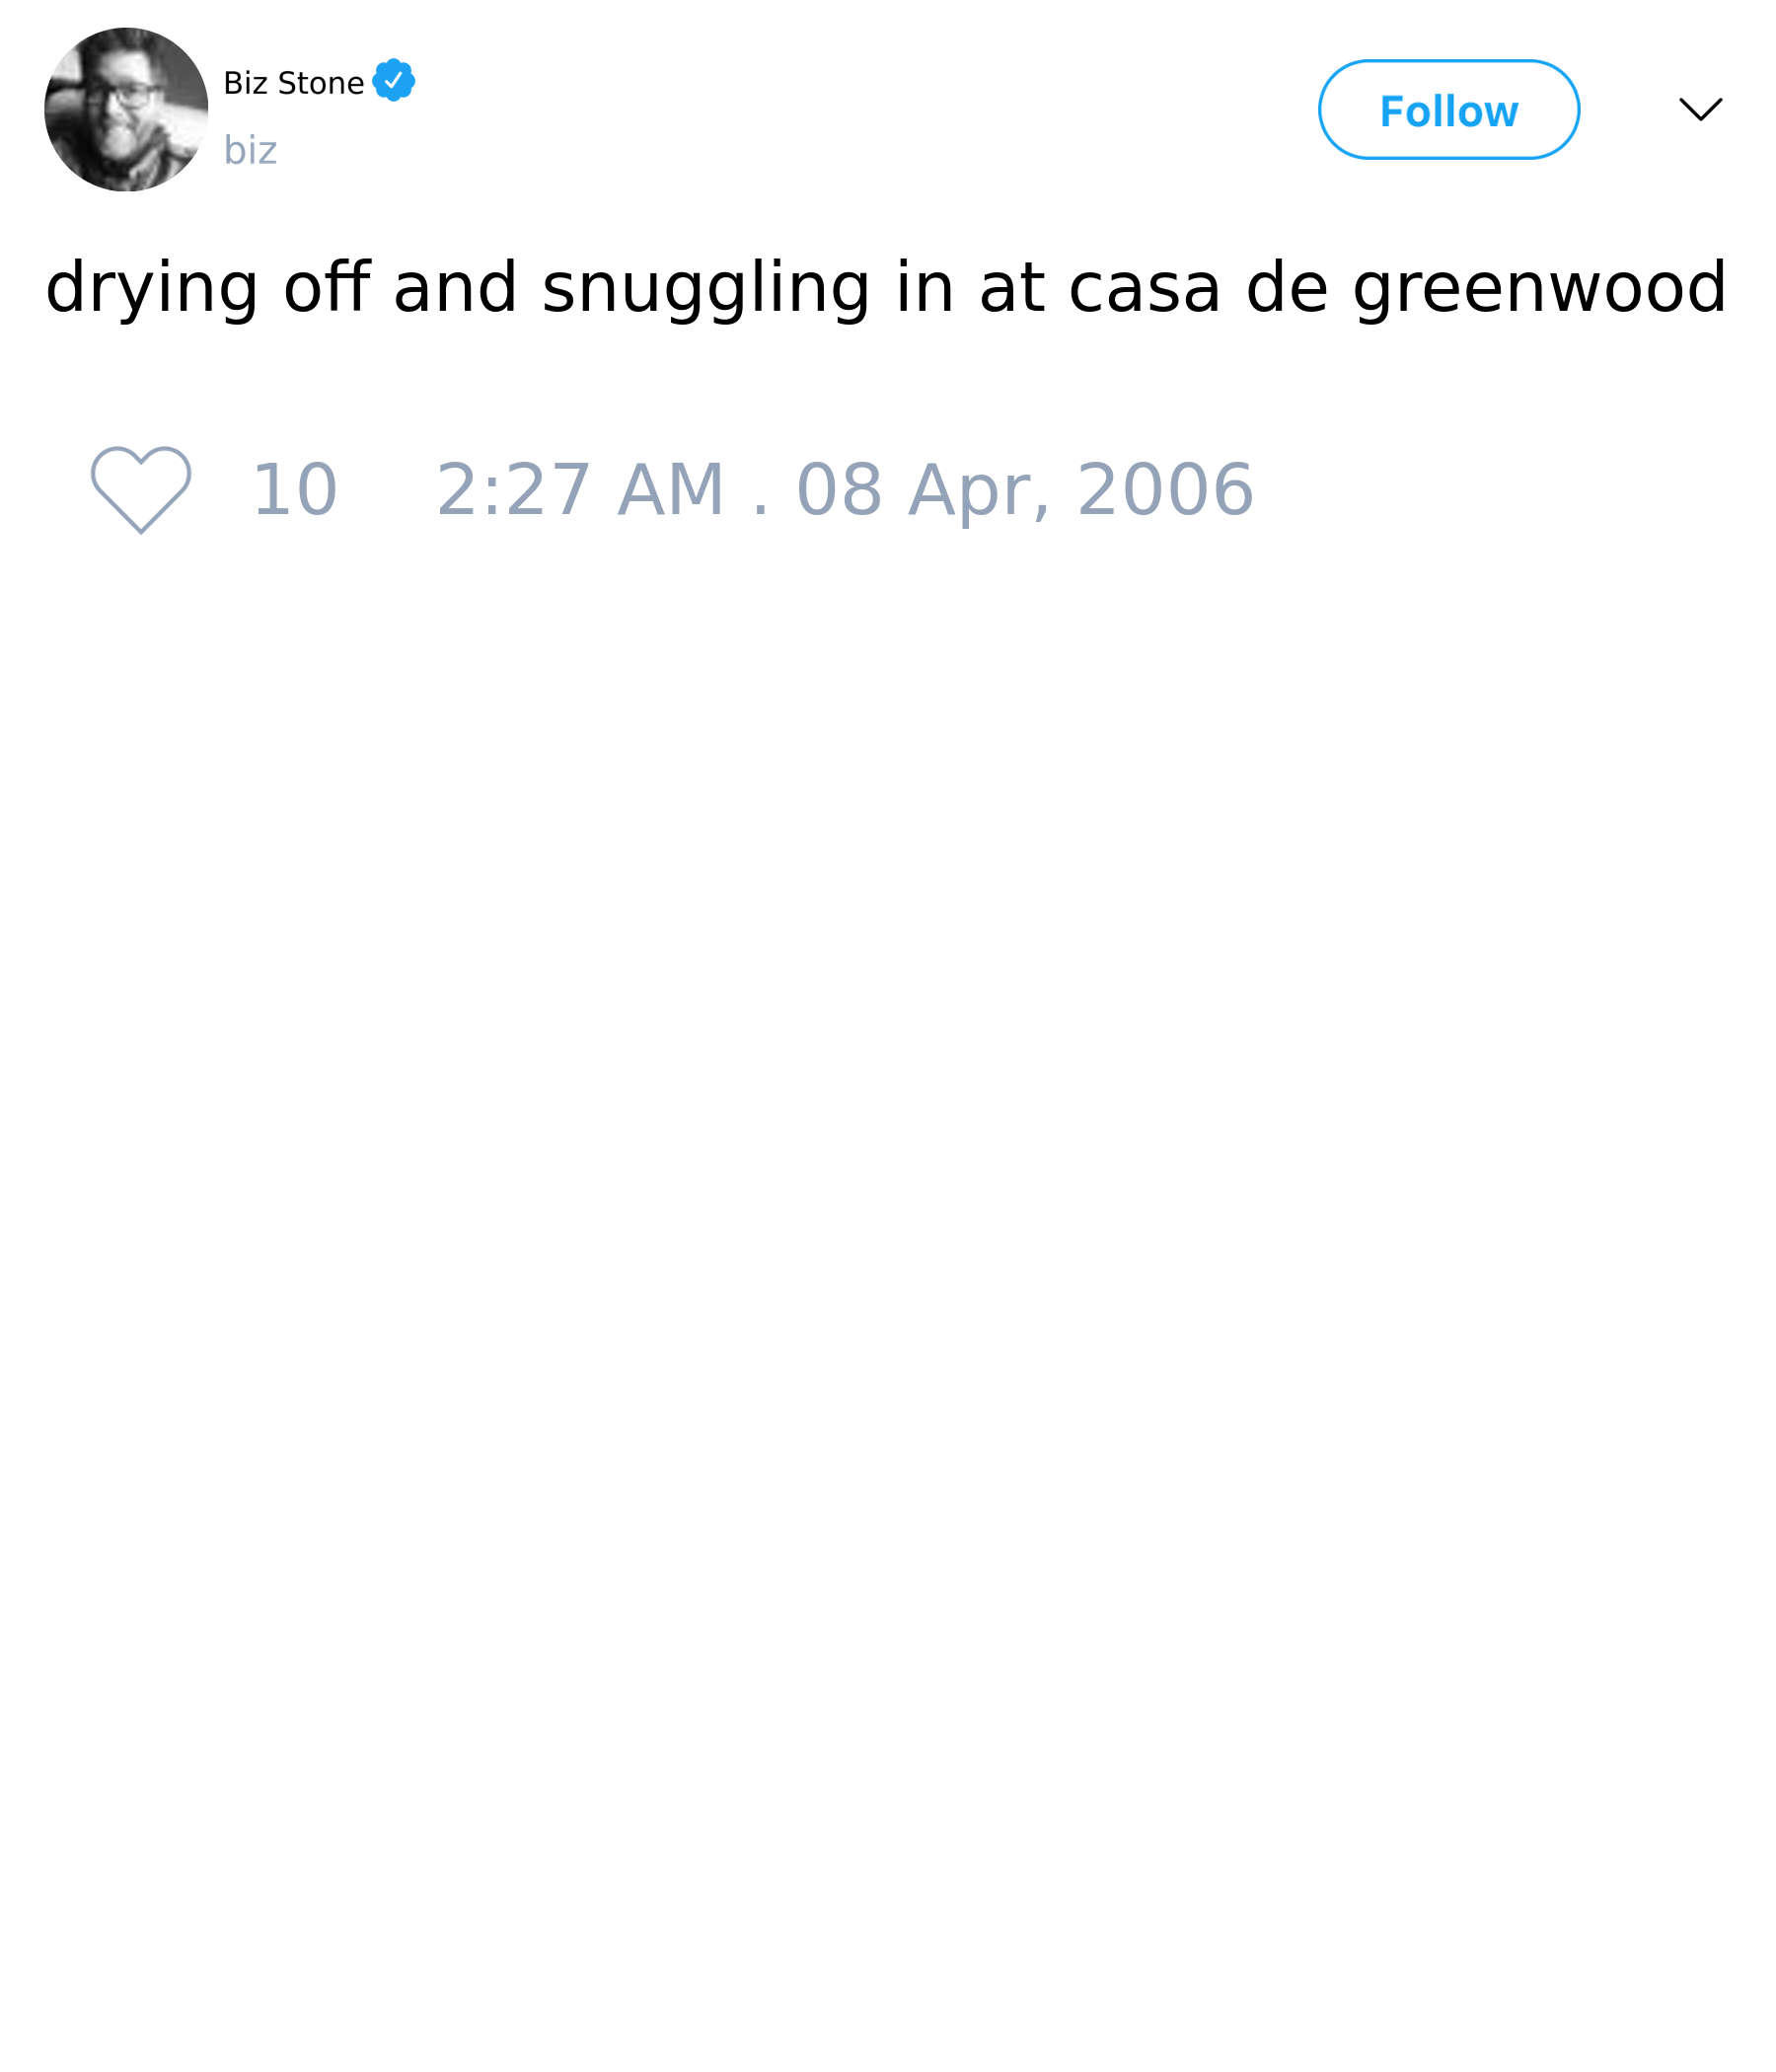 Biz Stone
biz
Follow
drying off and snuggling in at casa de greenwood
10 2:27 AM . 08 Apr, 2006